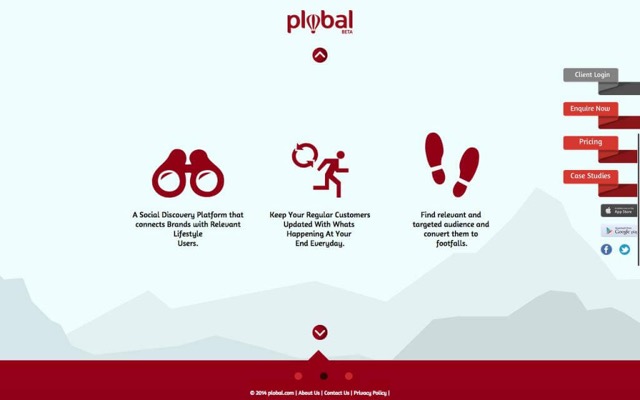 plobal
BETA
Client Login
Enquire Now
Pricing
Case Studies
App Store
Google play
A Social Discovery Platform that
connects Brands with Relevant
Lifestyle
Users.
Keep Your Regular Customers
Updated With Whats
Happening At Your
End Everyday.
Find relevant and
targeted audience and
convert them to
footfalls.
© 2014 plobal.com | About Us | Contact Us | Privacy Policy |